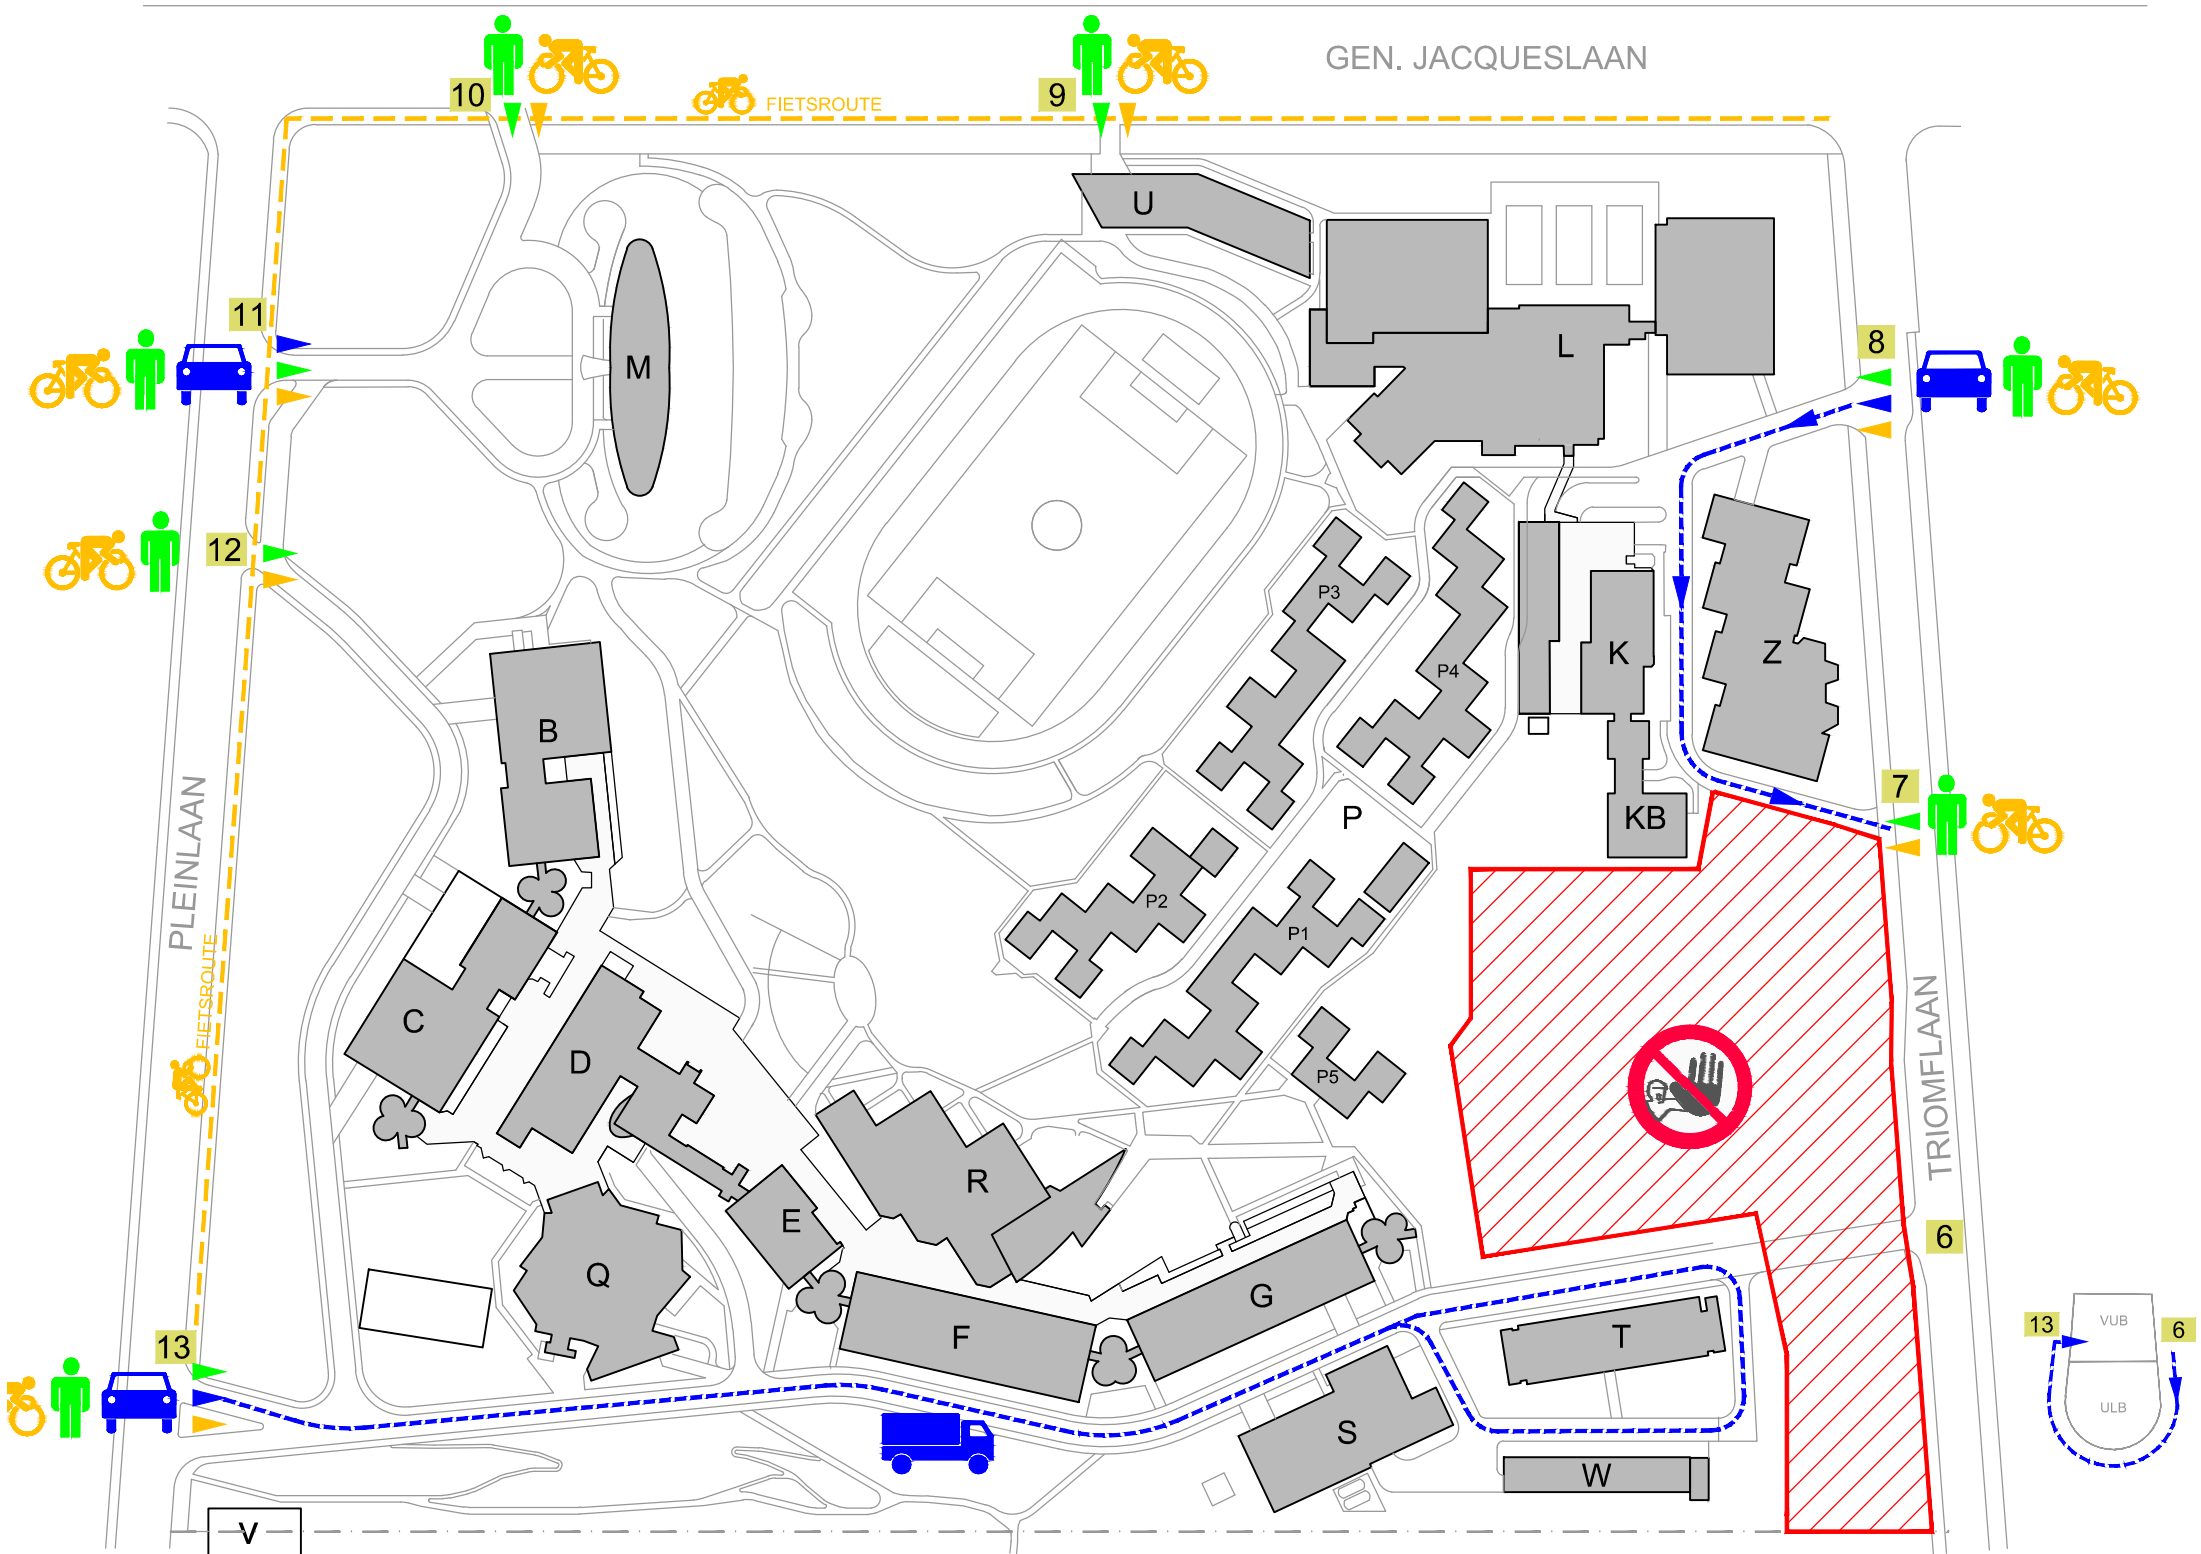 GEN. JACQUESLAAN
10
9
FIETSROUTE
U
11
8
L
M
12
P3
P4
K
Z
B
7
P
KB
PLEINLAAN
P2
P1
FIETSROUTE
C
D
P5
TRIOMFLAAN
R
E
6
Q
G
F
T
13
S
W
V
13
VUB
6
ULB